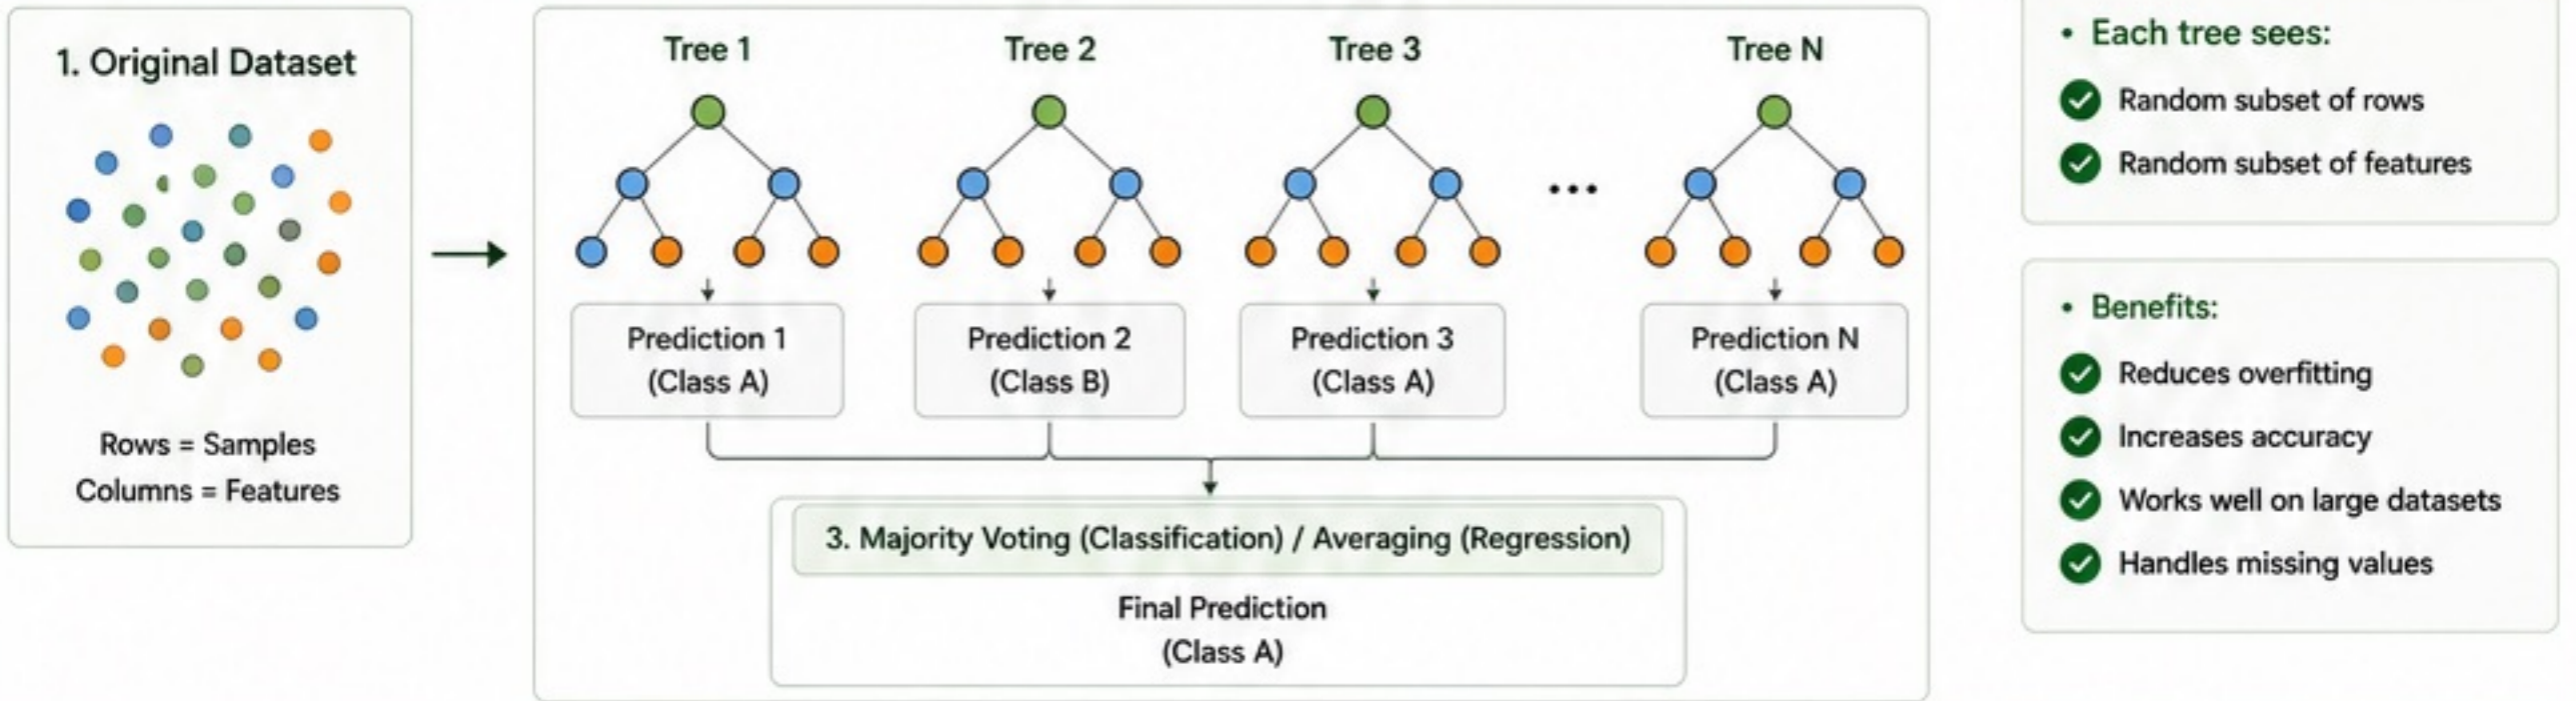 1. Original Dataset
Rows = Samples
Columns = Features
Tree 1
Tree 2
Tree 3
Tree N
...
Prediction 1
(Class A)
Prediction 2
(Class B)
Prediction 3
(Class A)
Prediction N
(Class A)
3. Majority Voting (Classification) / Averaging (Regression)
Final Prediction
(Class A)
• Each tree sees:
Random subset of rows
Random subset of features
• Benefits:
Reduces overfitting
Increases accuracy
Works well on large datasets
Handles missing values